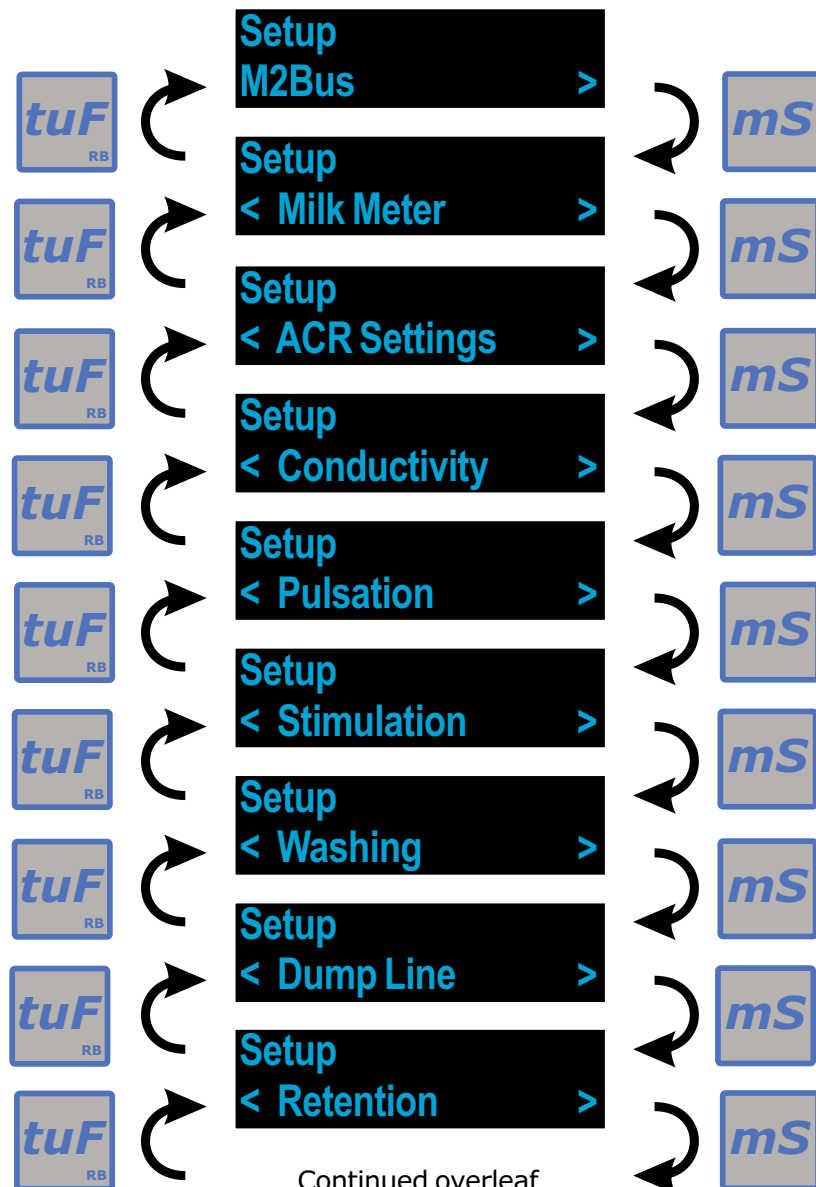 Setup
M2Bus >
tuF RB
mS
Setup
< Milk Meter >
tuF RB
mS
Setup
< ACR Settings >
tuF RB
mS
Setup
< Conductivity >
tuF RB
mS
Setup
< Pulsation >
tuF RB
mS
Setup
< Stimulation >
tuF RB
mS
Setup
< Washing >
tuF RB
mS
Setup
< Dump Line >
tuF RB
mS
Setup
< Retention >
tuF RB
mS
Continued overleaf